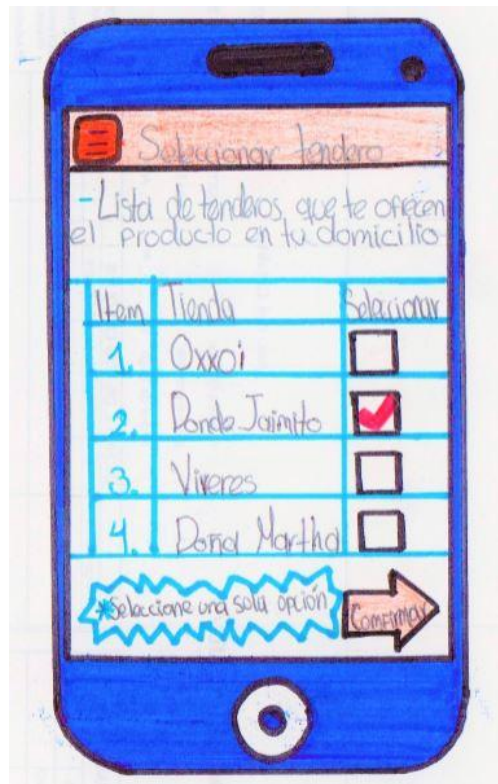 Seleccionar tendero
- Lista de tenderos que te ofrecen
el producto en tu domicilio
Item Tienda Seleccionar
1. Oxxoi
2. Donde Jaimito
3. Viveres
4. Doña Martha
*Seleccione una sola opción
Comfirmar